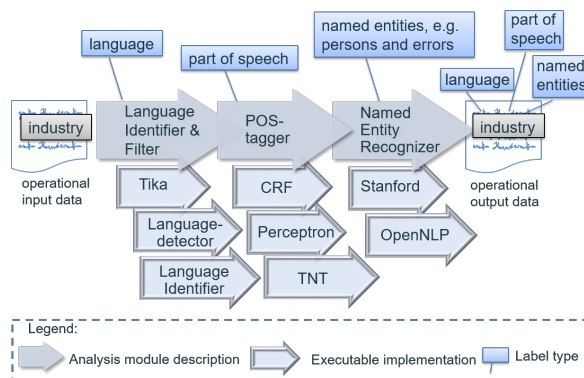 language
part of speech
named entities, e.g.
persons and errors
part of
speech
language
named
entities
industry
operational
input data
Language
Identifier &
Filter
POS-
tagger
Named
Entity
Recognizer
industry
operational
output data
Tika
CRF
Stanford
Language-
detector
Perceptron
OpenNLP
Language
Identifier
TNT
Legend:
Analysis module description
Executable implementation
Label type